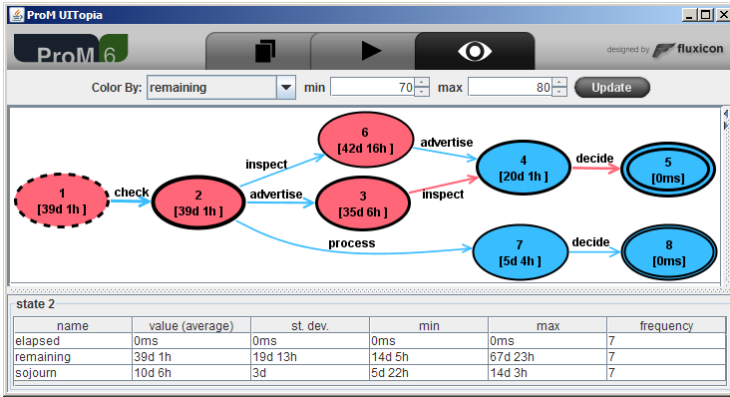 ProM UITopia
ProM 6
designed by fluxicon
Color By: remaining min 70 max 80 Update
6
[42d 16h ]
advertise
inspect
4
[20d 1h ]
decide
5
[0ms]
1
[39d 1h ]
check
2
[39d 1h ]
advertise
3
[35d 6h ]
inspect
process
7
[5d 4h ]
decide
8
[0ms]
state 2
name value (average) st. dev. min max frequency
elapsed 0ms 0ms 0ms 0ms 7
remaining 39d 1h 19d 13h 14d 5h 67d 23h 7
sojourn 10d 6h 3d 5d 22h 14d 3h 7